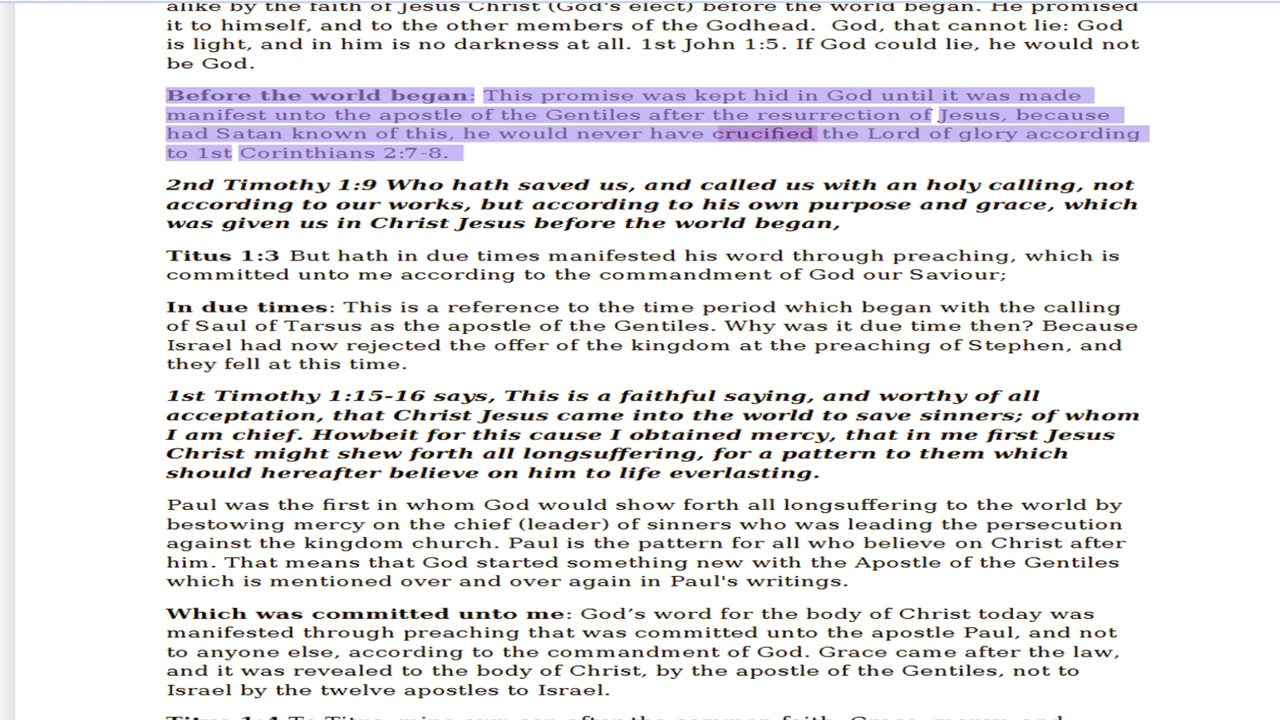 alike by the faith of Jesus Christ (God's elect) before the world began. He promised
it to himself, and to the other members of the Godhead.  God, that cannot lie: God
is light, and in him is no darkness at all. 1st John 1:5. If God could lie, he would not
be God.
Before the world began: This promise was kept hid in God until it was made
manifest unto the apostle of the Gentiles after the resurrection of Jesus, because
had Satan known of this, he would never have crucified the Lord of glory according
to 1st Corinthians 2:7-8.
2nd Timothy 1:9 Who hath saved us, and called us with an holy calling, not
according to our works, but according to his own purpose and grace, which
was given us in Christ Jesus before the world began,
Titus 1:3 But hath in due times manifested his word through preaching, which is
committed unto me according to the commandment of God our Saviour;
In due times: This is a reference to the time period which began with the calling
of Saul of Tarsus as the apostle of the Gentiles. Why was it due time then? Because
Israel had now rejected the offer of the kingdom at the preaching of Stephen, and
they fell at this time.
1st Timothy 1:15-16 says, This is a faithful saying, and worthy of all
acceptation, that Christ Jesus came into the world to save sinners; of whom
I am chief. Howbeit for this cause I obtained mercy, that in me first Jesus
Christ might shew forth all longsuffering, for a pattern to them which
should hereafter believe on him to life everlasting.
Paul was the first in whom God would show forth all longsuffering to the world by
bestowing mercy on the chief (leader) of sinners who was leading the persecution
against the kingdom church. Paul is the pattern for all who believe on Christ after
him. That means that God started something new with the Apostle of the Gentiles
which is mentioned over and over again in Paul's writings.
Which was committed unto me: God’s word for the body of Christ today was
manifested through preaching that was committed unto the apostle Paul, and not
to anyone else, according to the commandment of God. Grace came after the law,
and it was revealed to the body of Christ, by the apostle of the Gentiles, not to
Israel by the twelve apostles to Israel.
Titus 1:4 To Titus, mine own son after the common faith: Grace, mercy, and